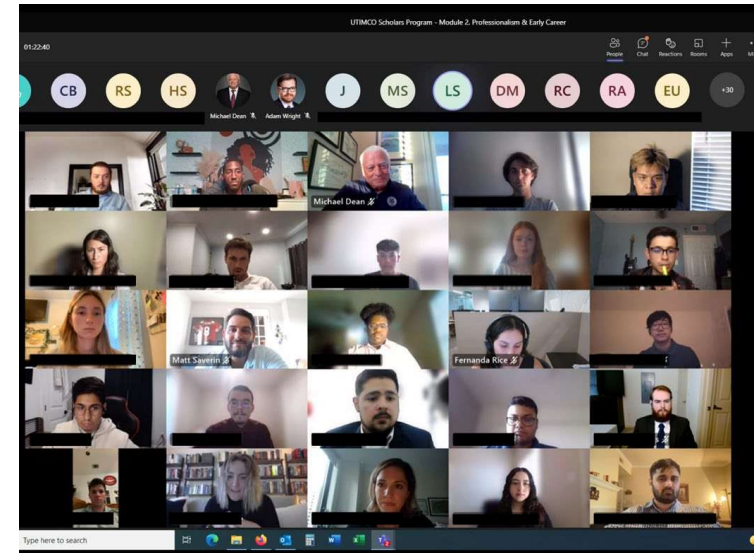 UTIMCO Scholars Program - Module 2. Professionalism & Early Career
01:22:40
People Chat Reactions Rooms Apps
CB RS HS J MS LS DM RC RA EU +30
Michael Dean Adam Wright
Michael Dean
Matt Saverin
Fernanda Rice
Type here to search